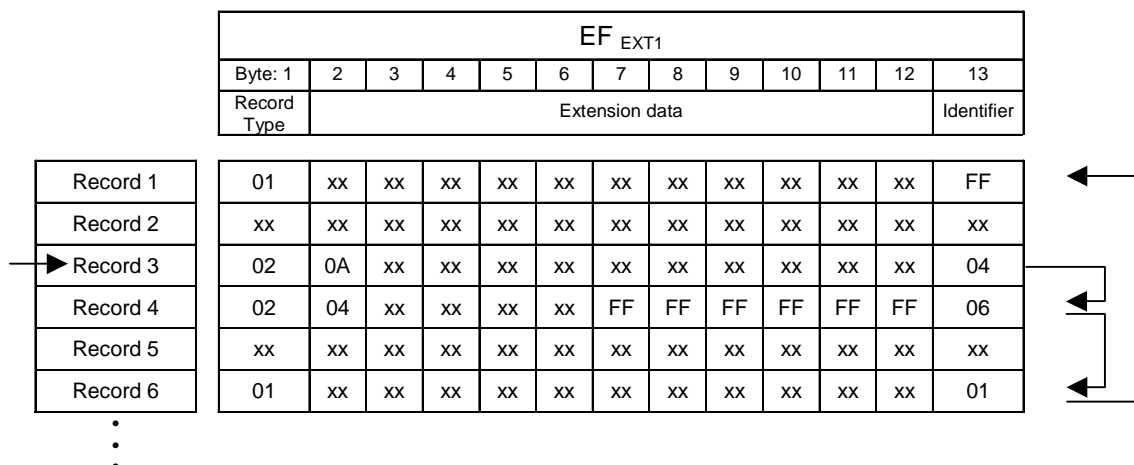 EF EXT1
Byte: 1 2 3 4 5 6 7 8 9 10 11 12 13
Record Type Extension data Identifier
Record 1 01 xx xx xx xx xx xx xx xx xx xx xx FF
Record 2 xx xx xx xx xx xx xx xx xx xx xx xx xx
Record 3 02 0A xx xx xx xx xx xx xx xx xx xx 04
Record 4 02 04 xx xx xx xx FF FF FF FF FF FF 06
Record 5 xx xx xx xx xx xx xx xx xx xx xx xx xx
Record 6 01 xx xx xx xx xx xx xx xx xx xx xx 01